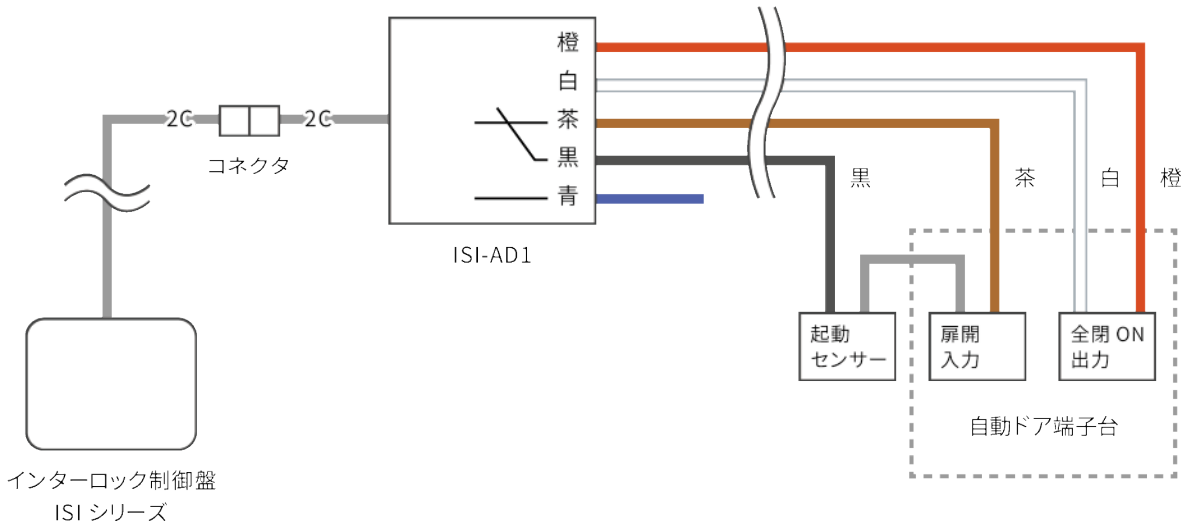 橙
白
茶
黒
青
2C
2C
コネクタ
ISI-AD1
黒
茶
白
橙
起動
センサー
扉開
入力
全閉 ON
出力
自動ドア端子台
インターロック制御盤
ISI シリーズ